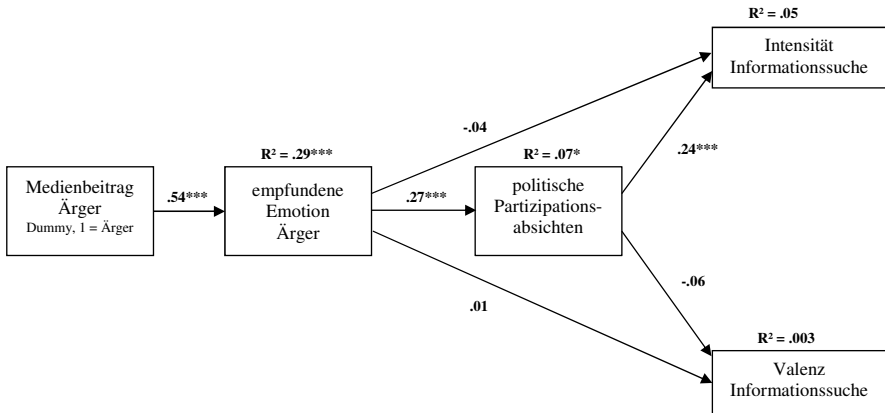 R² = .05
Intensität
Informationssuche
-.04
R² = .29***
R² = .07*
.24***
Medienbeitrag
Ärger
Dummy, 1 = Ärger
.54***
empfundene
Emotion
Ärger
.27***
politische
Partizipations-
absichten
-.06
.01
R² = .003
Valenz
Informationssuche